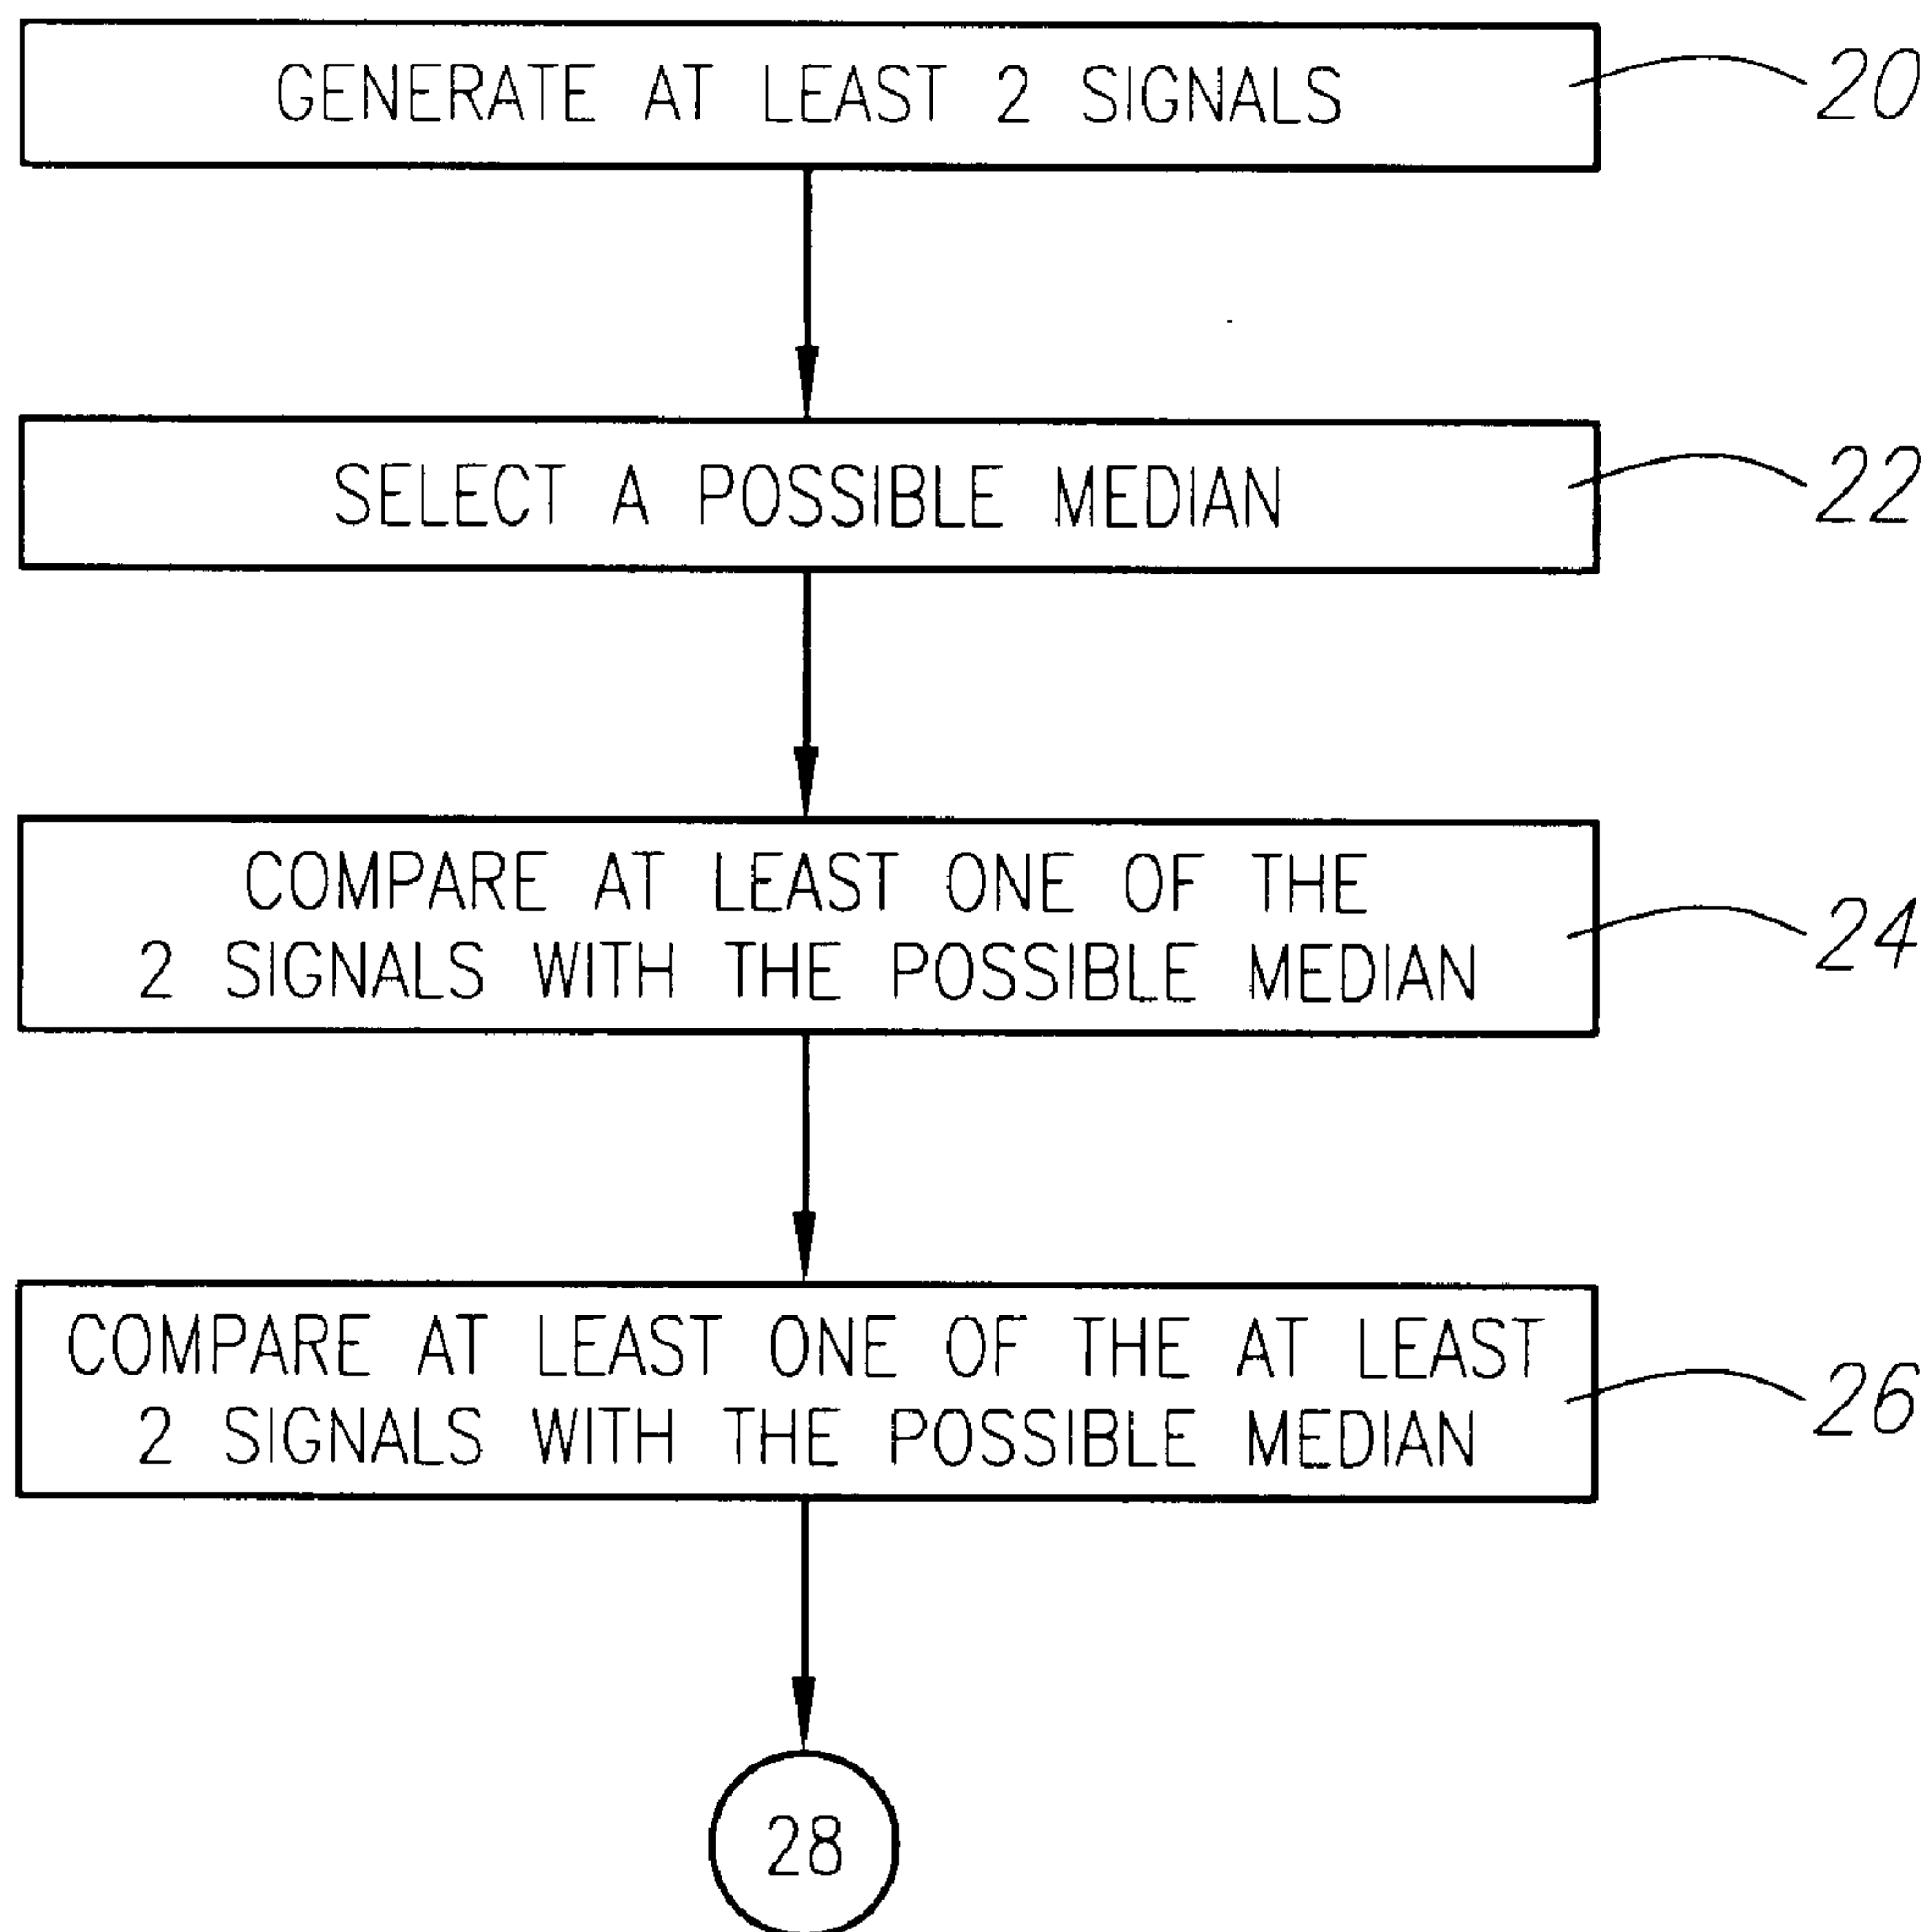 GENERATE AT LEAST 2 SIGNALS
20
SELECT A POSSIBLE MEDIAN
22
COMPARE AT LEAST ONE OF THE
2 SIGNALS WITH THE POSSIBLE MEDIAN
24
COMPARE AT LEAST ONE OF THE AT LEAST
2 SIGNALS WITH THE POSSIBLE MEDIAN
26
28